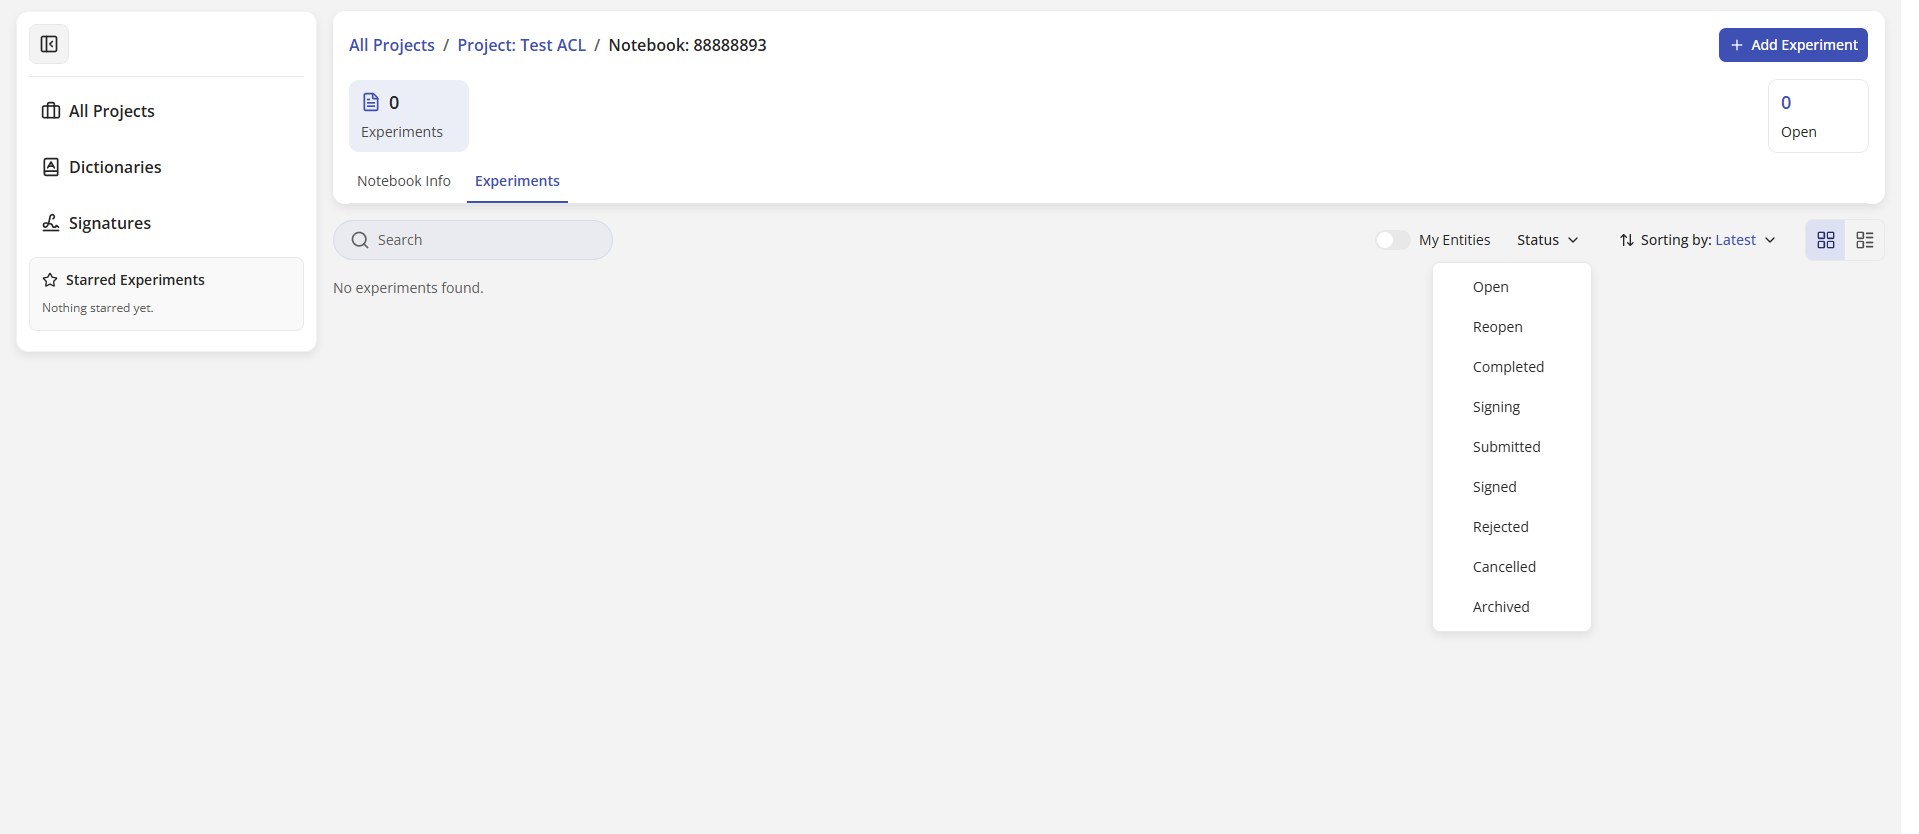 All Projects
Dictionaries
Signatures
Starred Experiments
Nothing starred yet.
All Projects / Project: Test ACL / Notebook: 88888893
Add Experiment
0
Experiments
0
Open
Notebook Info
Experiments
Search
My Entities
Status
Sorting by: Latest
No experiments found.
Open
Reopen
Completed
Signing
Submitted
Signed
Rejected
Cancelled
Archived